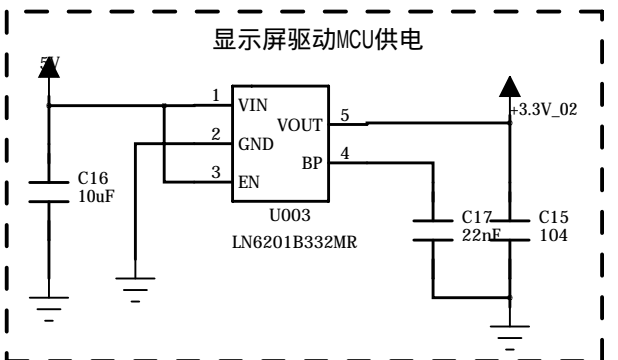 显示屏驱动MCU供电
5V
1
VIN
5
VOUT
+3.3V_02
2
GND
4
BP
3
EN
C16
10uF
U003
LN6201B332MR
C17
22nF
C15
104